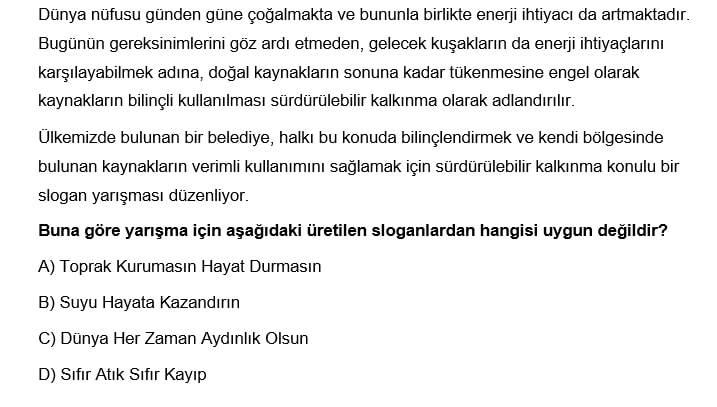 Dünya nüfusu günden güne çoğalmakta ve bununla birlikte enerji ihtiyacı da artmaktadır.
Bugünün gereksinimlerini göz ardı etmeden, gelecek kuşakların da enerji ihtiyaçlarını
karşılayabilmek adına, doğal kaynakların sonuna kadar tükenmesine engel olarak
kaynakların bilinçli kullanılması sürdürülebilir kalkınma olarak adlandırılır.
Ülkemizde bulunan bir belediye, halkı bu konuda bilinçlendirmek ve kendi bölgesinde
bulunan kaynakların verimli kullanımını sağlamak için sürdürülebilir kalkınma konulu bir
slogan yarışması düzenliyor.
Buna göre yarışma için aşağıdaki üretilen sloganlardan hangisi uygun değildir?
A) Toprak Kurumasın Hayat Durmasın
B) Suyu Hayata Kazandırın
C) Dünya Her Zaman Aydınlık Olsun
D) Sıfır Atık Sıfır Kayıp